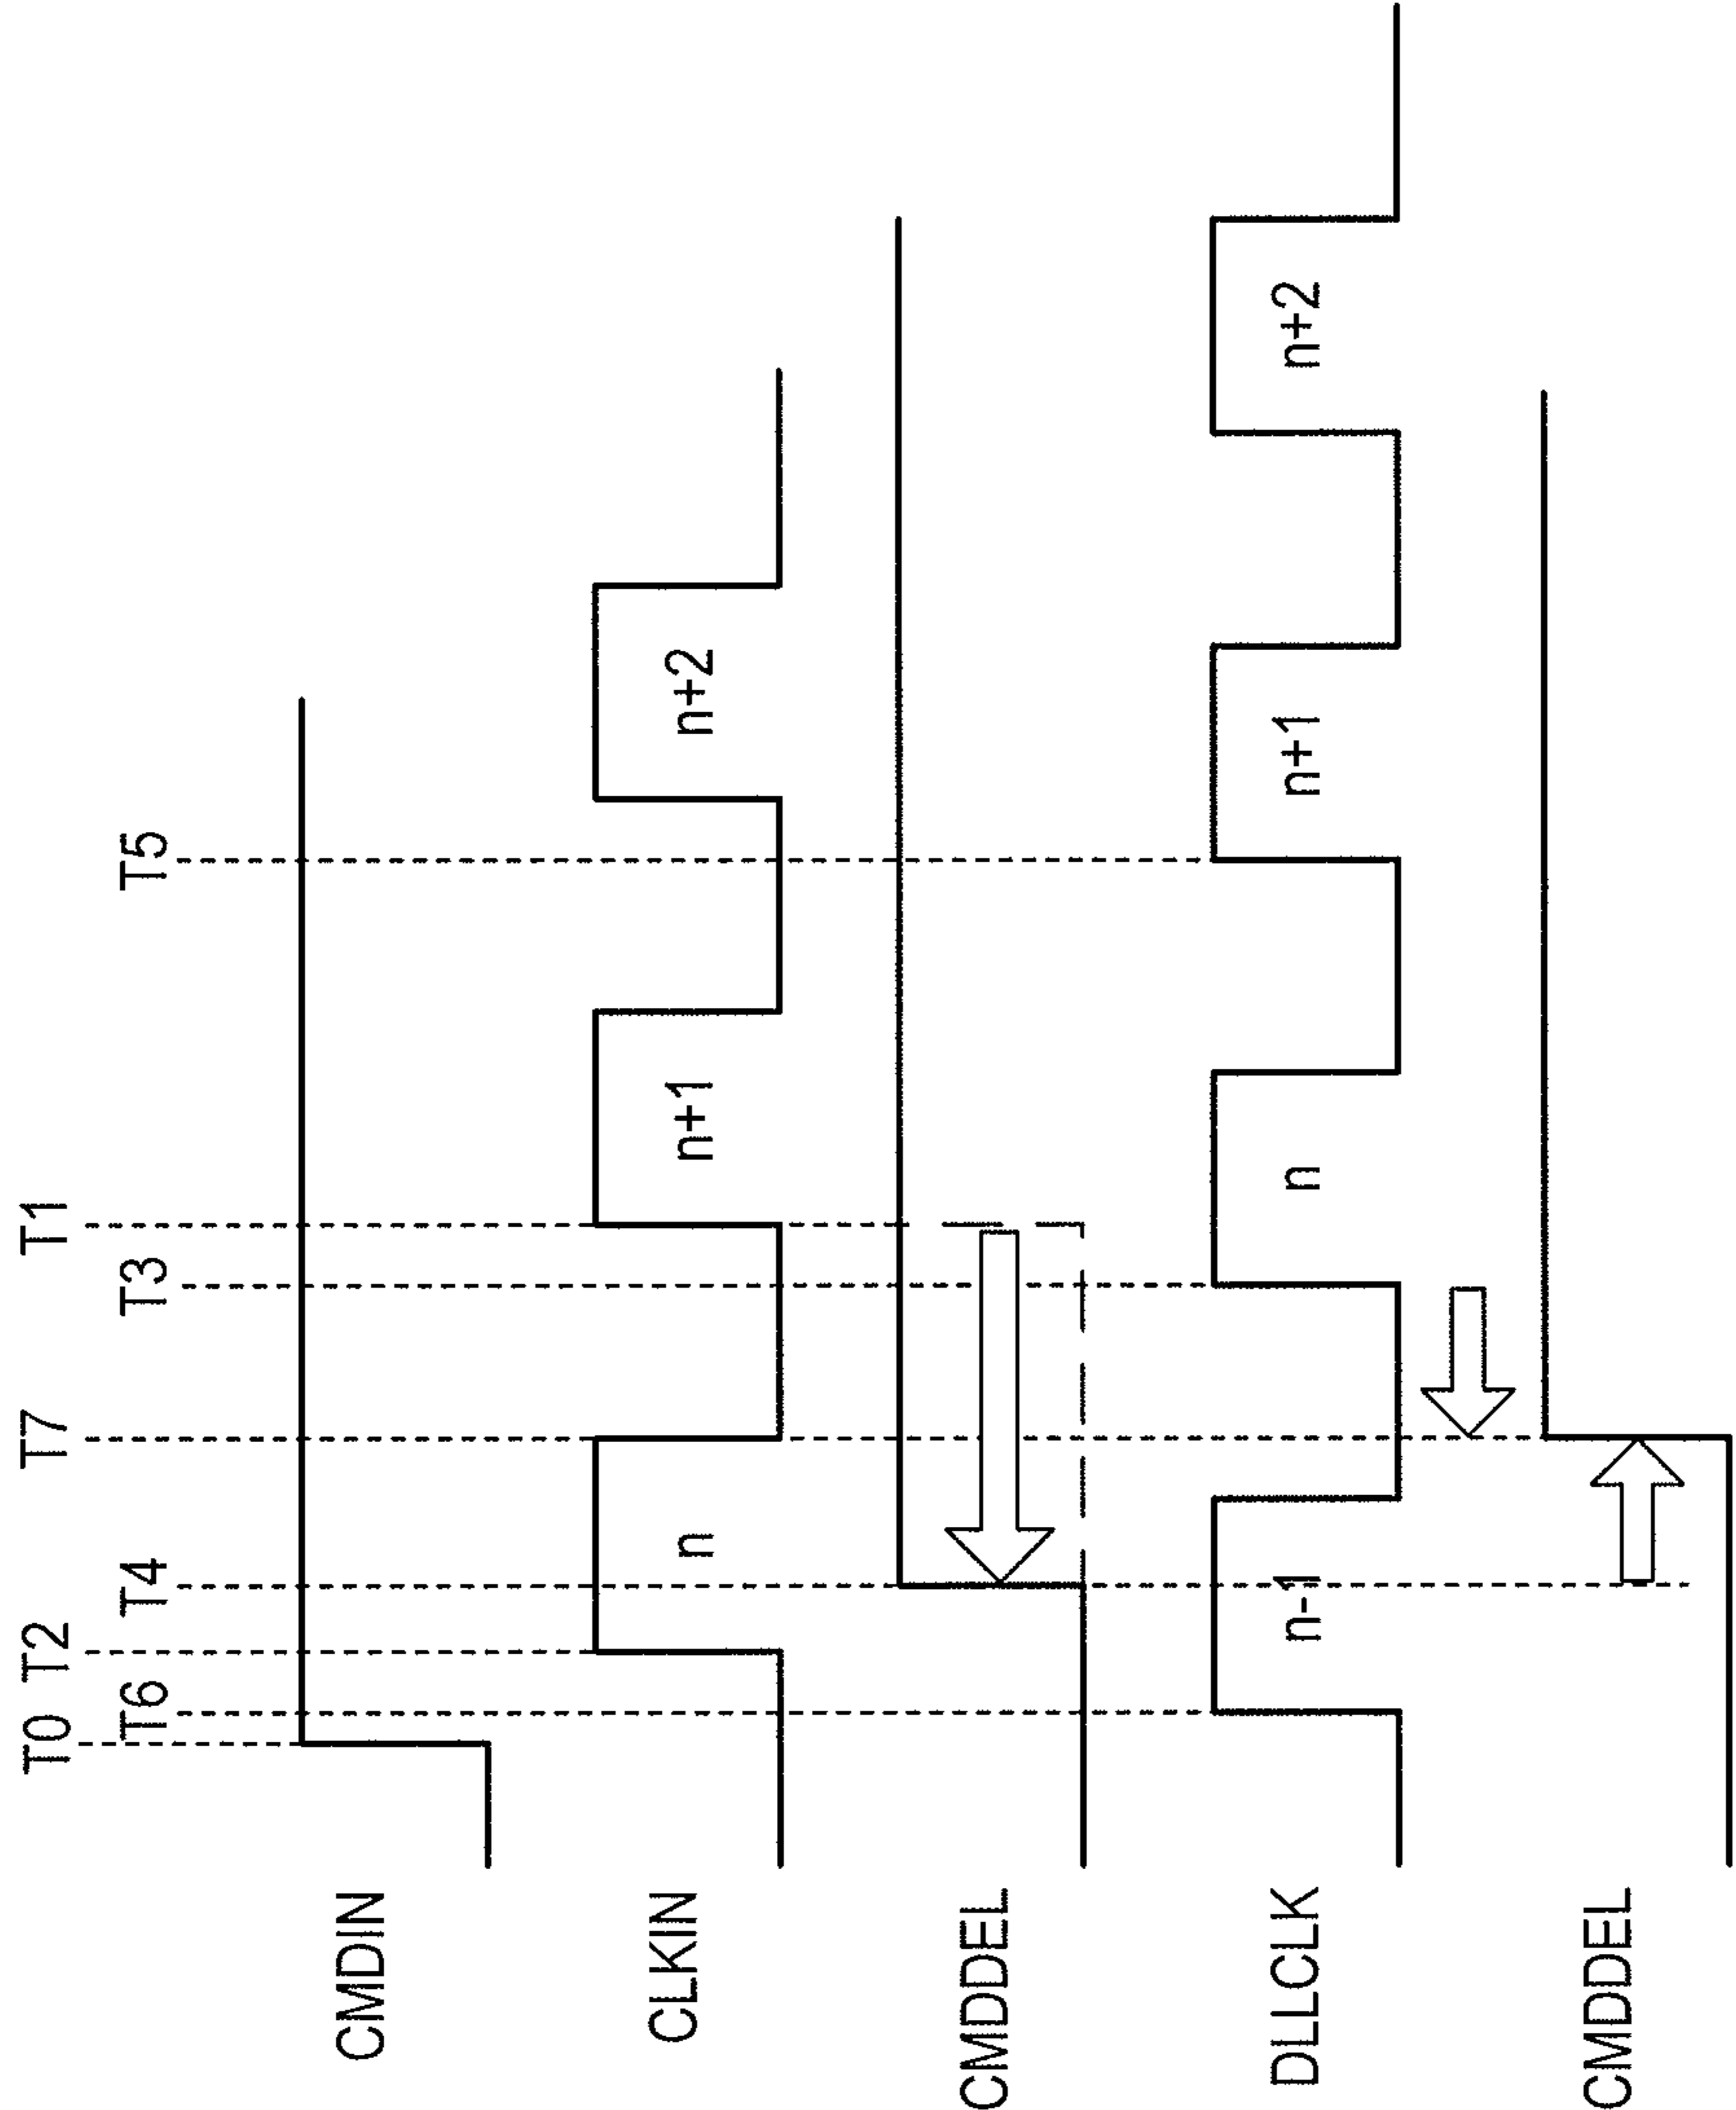 T0 T2 T7 T1
T6 T4 T3 T5
CMDIN
CLKIN n n+1 n+2
CMDDEL
DLLCLK n-1 n n+1 n+2
CMDDEL